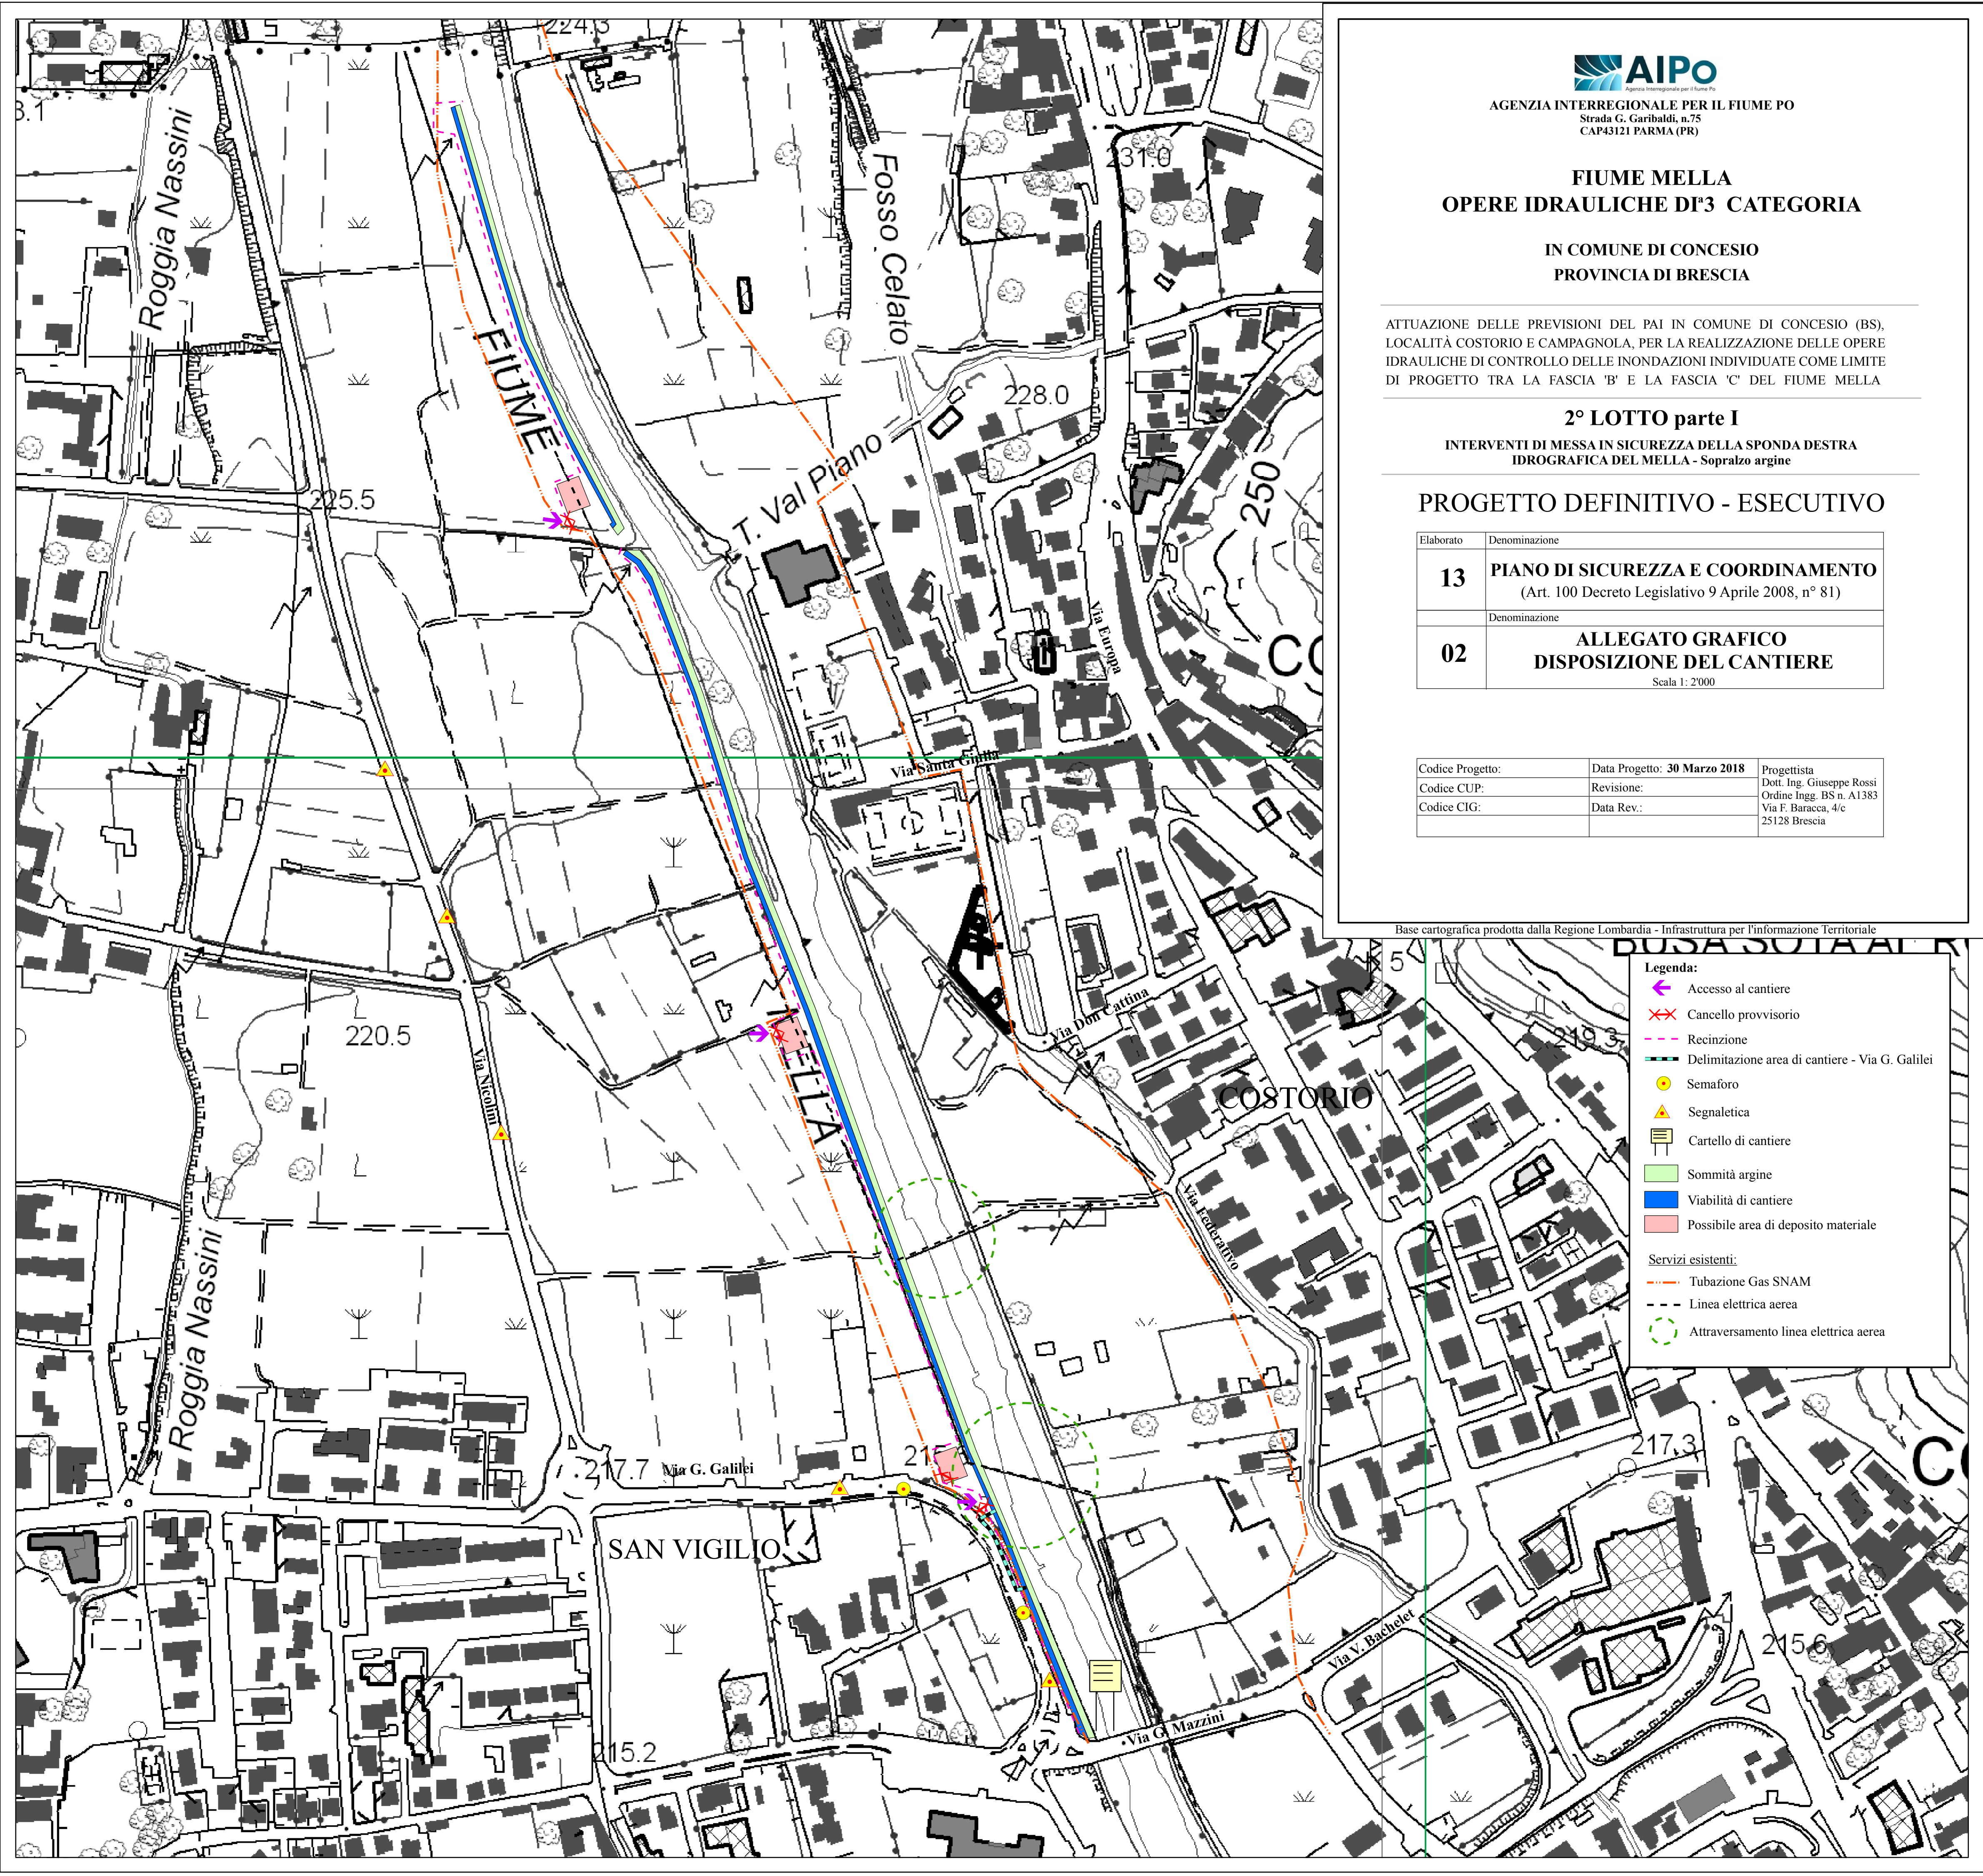 AIPo
Agenzia Interregionale per il fiume Po
AGENZIA INTERREGIONALE PER IL FIUME PO
Strada G. Garibaldi, n.75
CAP43121 PARMA (PR)
FIUME MELLA
OPERE IDRAULICHE DIª3 CATEGORIA
IN COMUNE DI CONCESIO
PROVINCIA DI BRESCIA
ATTUAZIONE DELLE PREVISIONI DEL PAI IN COMUNE DI CONCESIO (BS),
LOCALITÀ COSTORIO E CAMPAGNOLA, PER LA REALIZZAZIONE DELLE OPERE
IDRAULICHE DI CONTROLLO DELLE INONDAZIONI INDIVIDUATE COME LIMITE
DI PROGETTO TRA LA FASCIA 'B' E LA FASCIA 'C' DEL FIUME MELLA
2° LOTTO parte I
INTERVENTI DI MESSA IN SICUREZZA DELLA SPONDA DESTRA
IDROGRAFICA DEL MELLA - Sopralzo argine
PROGETTO DEFINITIVO - ESECUTIVO
Elaborato Denominazione
13 PIANO DI SICUREZZA E COORDINAMENTO
(Art. 100 Decreto Legislativo 9 Aprile 2008, n° 81)
Denominazione
02 ALLEGATO GRAFICO
DISPOSIZIONE DEL CANTIERE
Scala 1: 2'000
Codice Progetto: Data Progetto: 30 Marzo 2018
Codice CUP: Revisione:
Codice CIG: Data Rev.:
Progettista
Dott. Ing. Giuseppe Rossi
Ordine Ingg. BS n. A1383
Via F. Baracca, 4/c
25128 Brescia
Base cartografica prodotta dalla Regione Lombardia - Infrastruttura per l'informazione Territoriale
Legenda:
Accesso al cantiere
Cancello provvisorio
Recinzione
Delimitazione area di cantiere - Via G. Galilei
Semaforo
Segnaletica
Cartello di cantiere
Sommità argine
Viabilità di cantiere
Possibile area di deposito materiale
Servizi esistenti:
Tubazione Gas SNAM
Linea elettrica aerea
Attraversamento linea elettrica aerea
224.3
3.1
Roggia Nassini
Fosso Celato
231.0
FIUME
228.0
225.5
T. Val Piano
250
Via Europa
CO
Via Santa Giulia
220.5
Via Nicolini
MELLA
Via Don Cattina
COSTORIO
219.3
5
Via Federativo
Roggia Nassini
217.7
Via G. Galilei
217.3
CO
SAN VIGILIO
Via V. Bachelet
215.6
Via G. Mazzini
215.2